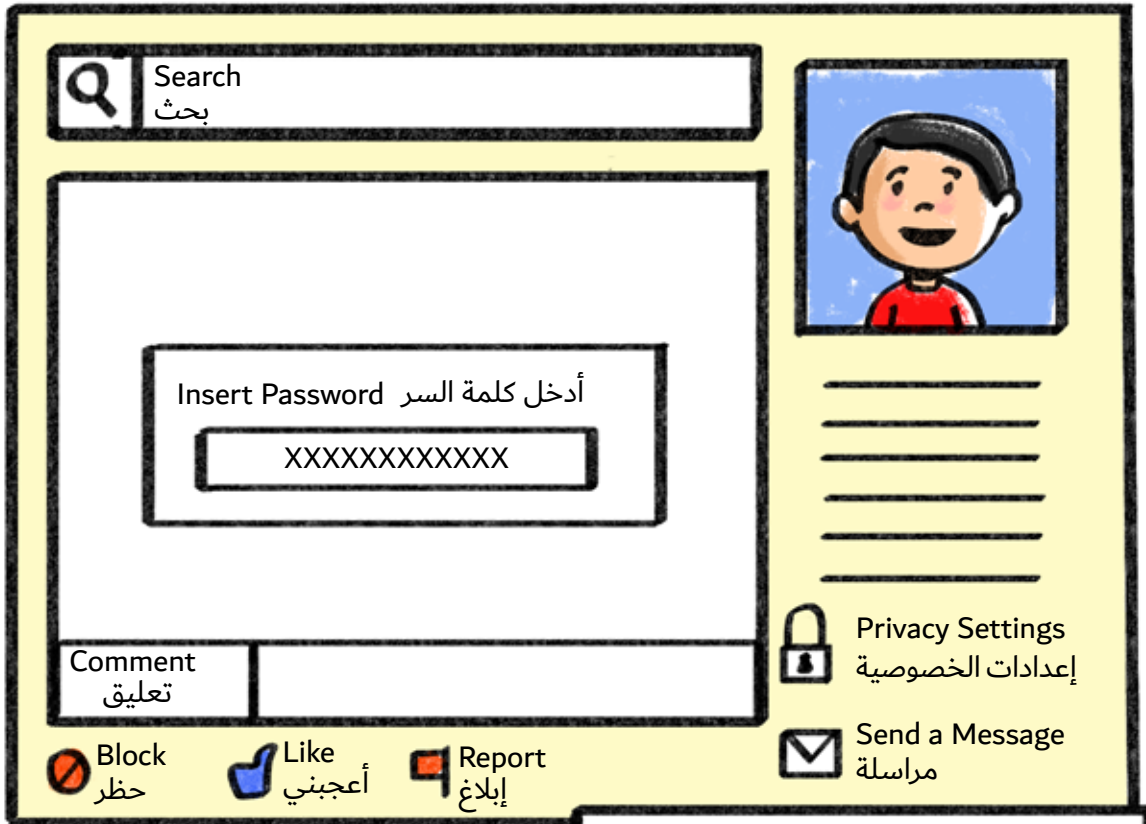 Search
بحث
Insert Password أدخل كلمة السر
XXXXXXXXXXXX
Comment
تعليق
Privacy Settings
إعدادات الخصوصية
Send a Message
مراسلة
Block
حظر
Like
أعجبني
Report
إبلاغ